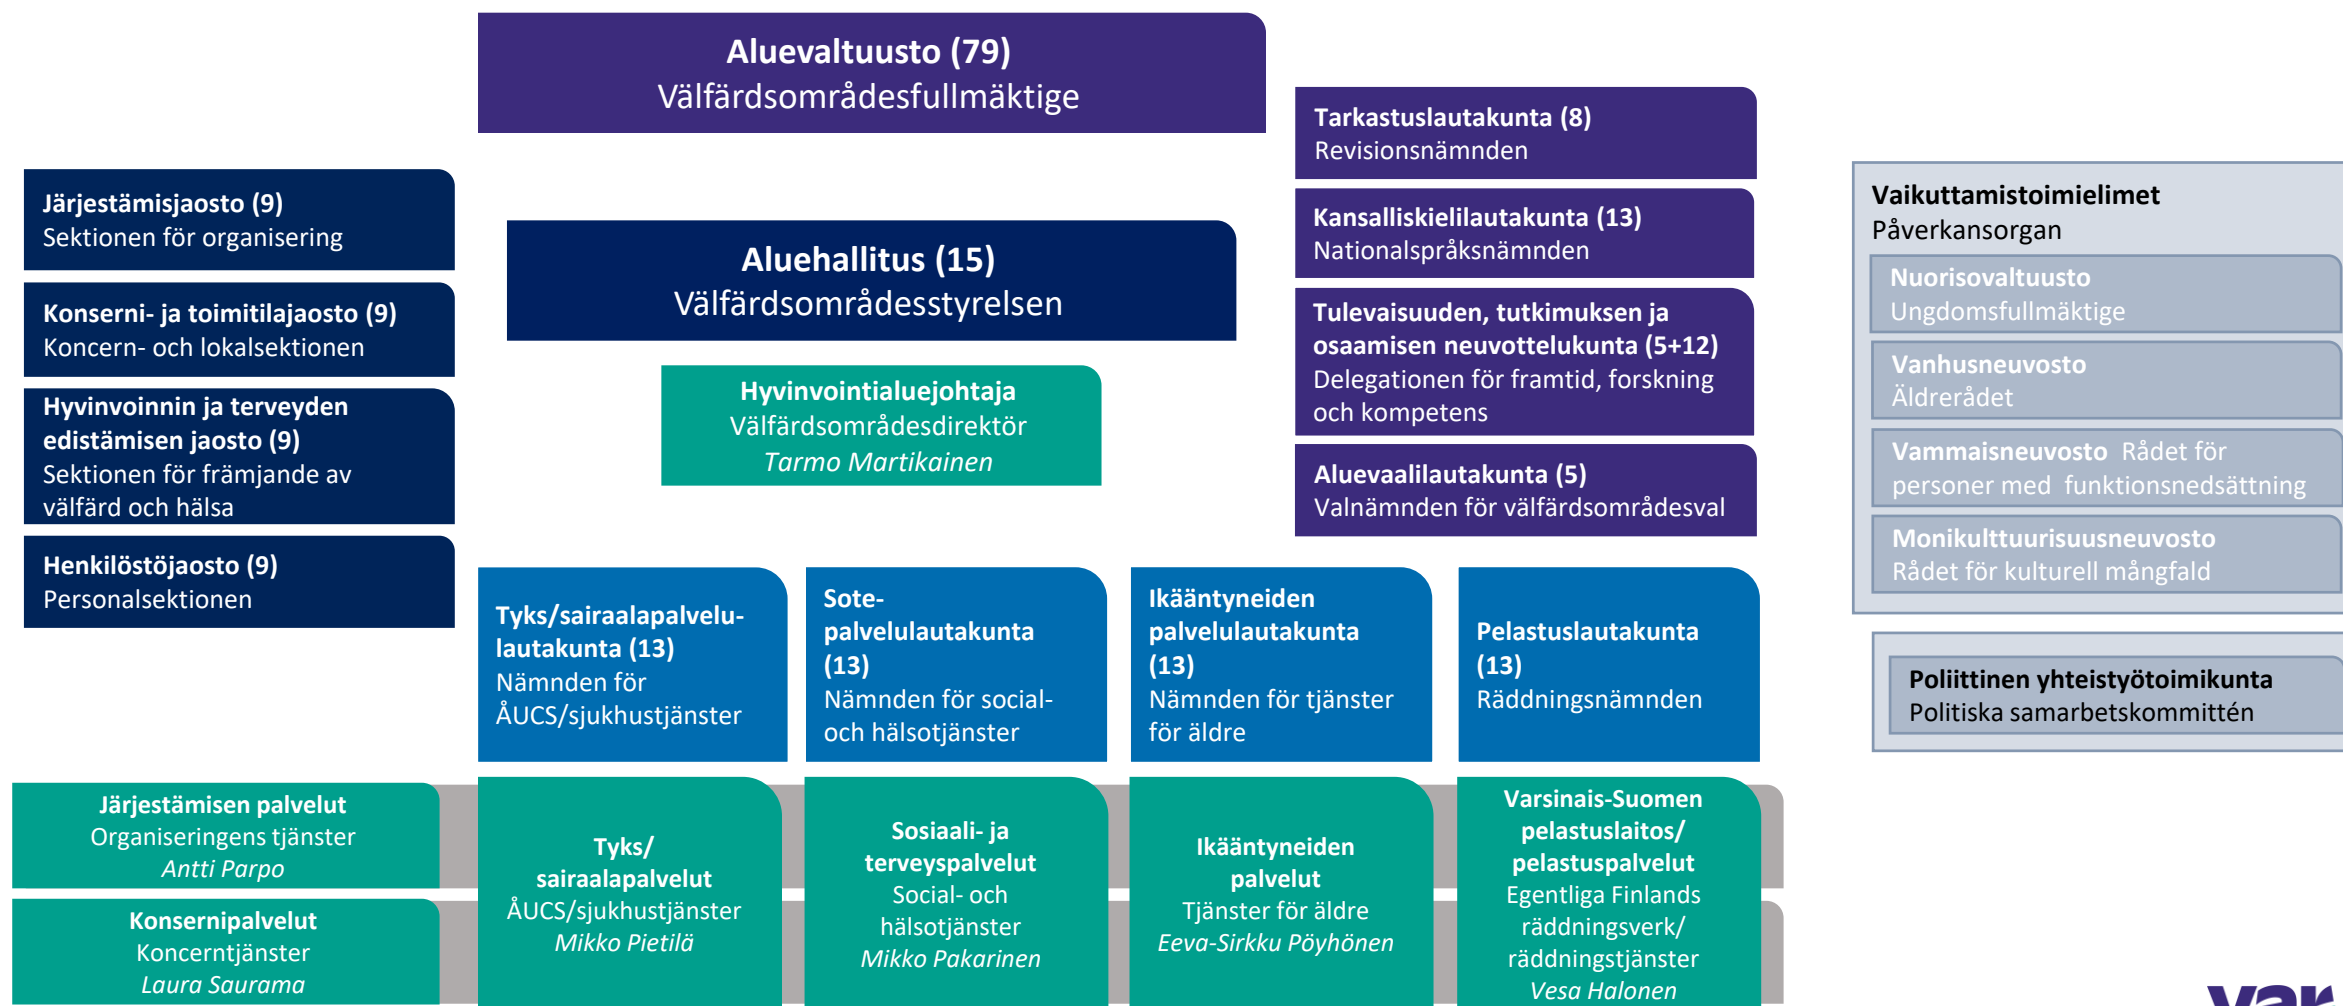 Aluevaltuusto (79)
Välfärdsområdesfullmäktige
Tarkastuslautakunta (8)
Revisionsnämnden
Kansalliskielilautakunta (13)
Nationalspråksnämnden
Tulevaisuuden, tutkimuksen ja
osaamisen neuvottelukunta (5+12)
Delegationen för framtid, forskning
och kompetens
Aluevaalilautakunta (5)
Valnämnden för välfärdsområdesval
Järjestämisjaosto (9)
Sektionen för organisering
Konserni- ja toimitilajaosto (9)
Koncern- och lokalsektionen
Hyvinvoinnin ja terveyden
edistämisen jaosto (9)
Sektionen för främjande av
välfärd och hälsa
Henkilöstöjaosto (9)
Personalsektionen
Aluehallitus (15)
Välfärdsområdesstyrelsen
Hyvinvointialuejohtaja
Välfärdsområdesdirektör
Tarmo Martikainen
Vaikuttamistoimielimet
Påverkansorgan
Nuorisovaltuusto
Ungdomsfullmäktige
Vanhusneuvosto
Äldrerådet
Vammaisneuvosto Rådet för
personer med funktionsnedsättning
Monikulttuurisuusneuvosto
Rådet för kulturell mångfald
Poliittinen yhteistyötoimikunta
Politiska samarbetskommittén
Tyks/sairaalapalvelu-
lautakunta (13)
Nämnden för
ÅUCS/sjukhustjänster
Sote-
palvelulautakunta
(13)
Nämnden för social-
och hälsotjänster
Ikääntyneiden
palvelulautakunta
(13)
Nämnden för tjänster
för äldre
Pelastuslautakunta
(13)
Räddningsnämnden
Järjestämisen palvelut
Organiseringens tjänster
Antti Parpo
Konsernipalvelut
Koncerntjänster
Laura Saurama
Tyks/
sairaalapalvelut
ÅUCS/sjukhustjänster
Mikko Pietilä
Sosiaali- ja
terveyspalvelut
Social- och
hälsotjänster
Mikko Pakarinen
Ikääntyneiden
palvelut
Tjänster för äldre
Eeva-Sirkku Pöyhönen
Varsinais-Suomen
pelastuslaitos/
pelastuspalvelut
Egentliga Finlands
räddningsverk/
räddningstjänster
Vesa Halonen
var